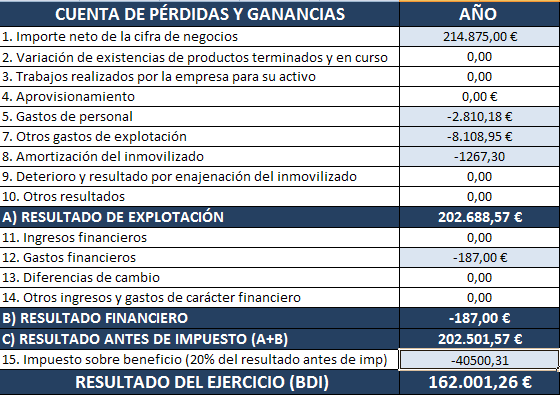 CUENTA DE PÉRDIDAS Y GANANCIAS AÑO
1. Importe neto de la cifra de negocios 214.875,00 €
2. Variación de existencias de productos terminados y en curso 0,00
3. Trabajos realizados por la empresa para su activo 0,00
4. Aprovisionamiento 0,00 €
5. Gastos de personal -2.810,18 €
7. Otros gastos de explotación -8.108,95 €
8. Amortización del inmovilizado -1267,30
9. Deterioro y resultado por enajenación del inmovilizado 0,00
10. Otros resultados 0,00
A) RESULTADO DE EXPLOTACIÓN 202.688,57 €
11. Ingresos financieros 0,00
12. Gastos financieros -187,00 €
13. Diferencias de cambio 0,00
14. Otros ingresos y gastos de carácter financiero 0,00
B) RESULTADO FINANCIERO -187,00 €
C) RESULTADO ANTES DE IMPUESTO (A+B) 202.501,57 €
15. Impuesto sobre beneficio (20% del resultado antes de imp) -40500,31
RESULTADO DEL EJERCICIO (BDI) 162.001,26 €